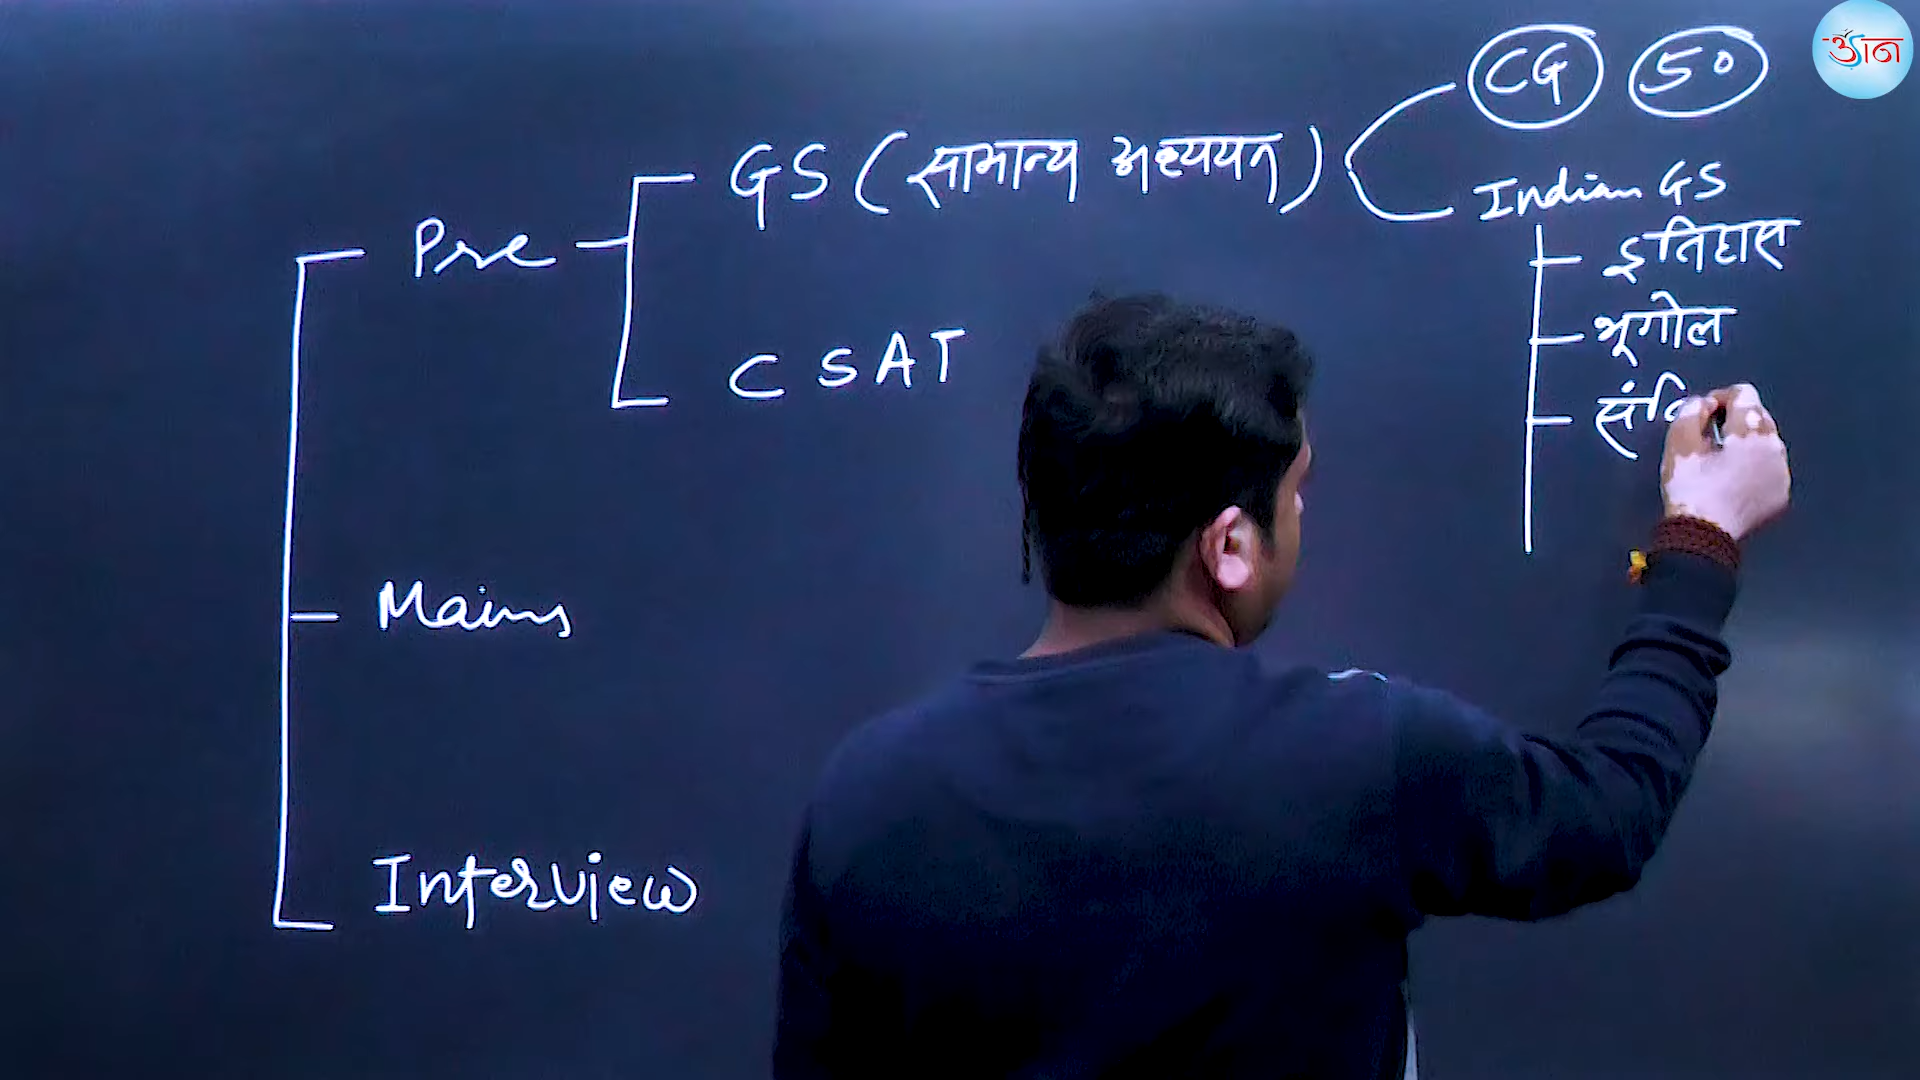 CG 50
GS (सामान्य अध्ययन)
Indian GS
Pre
इतिहास
भूगोल
CSAT
Mains
Interview